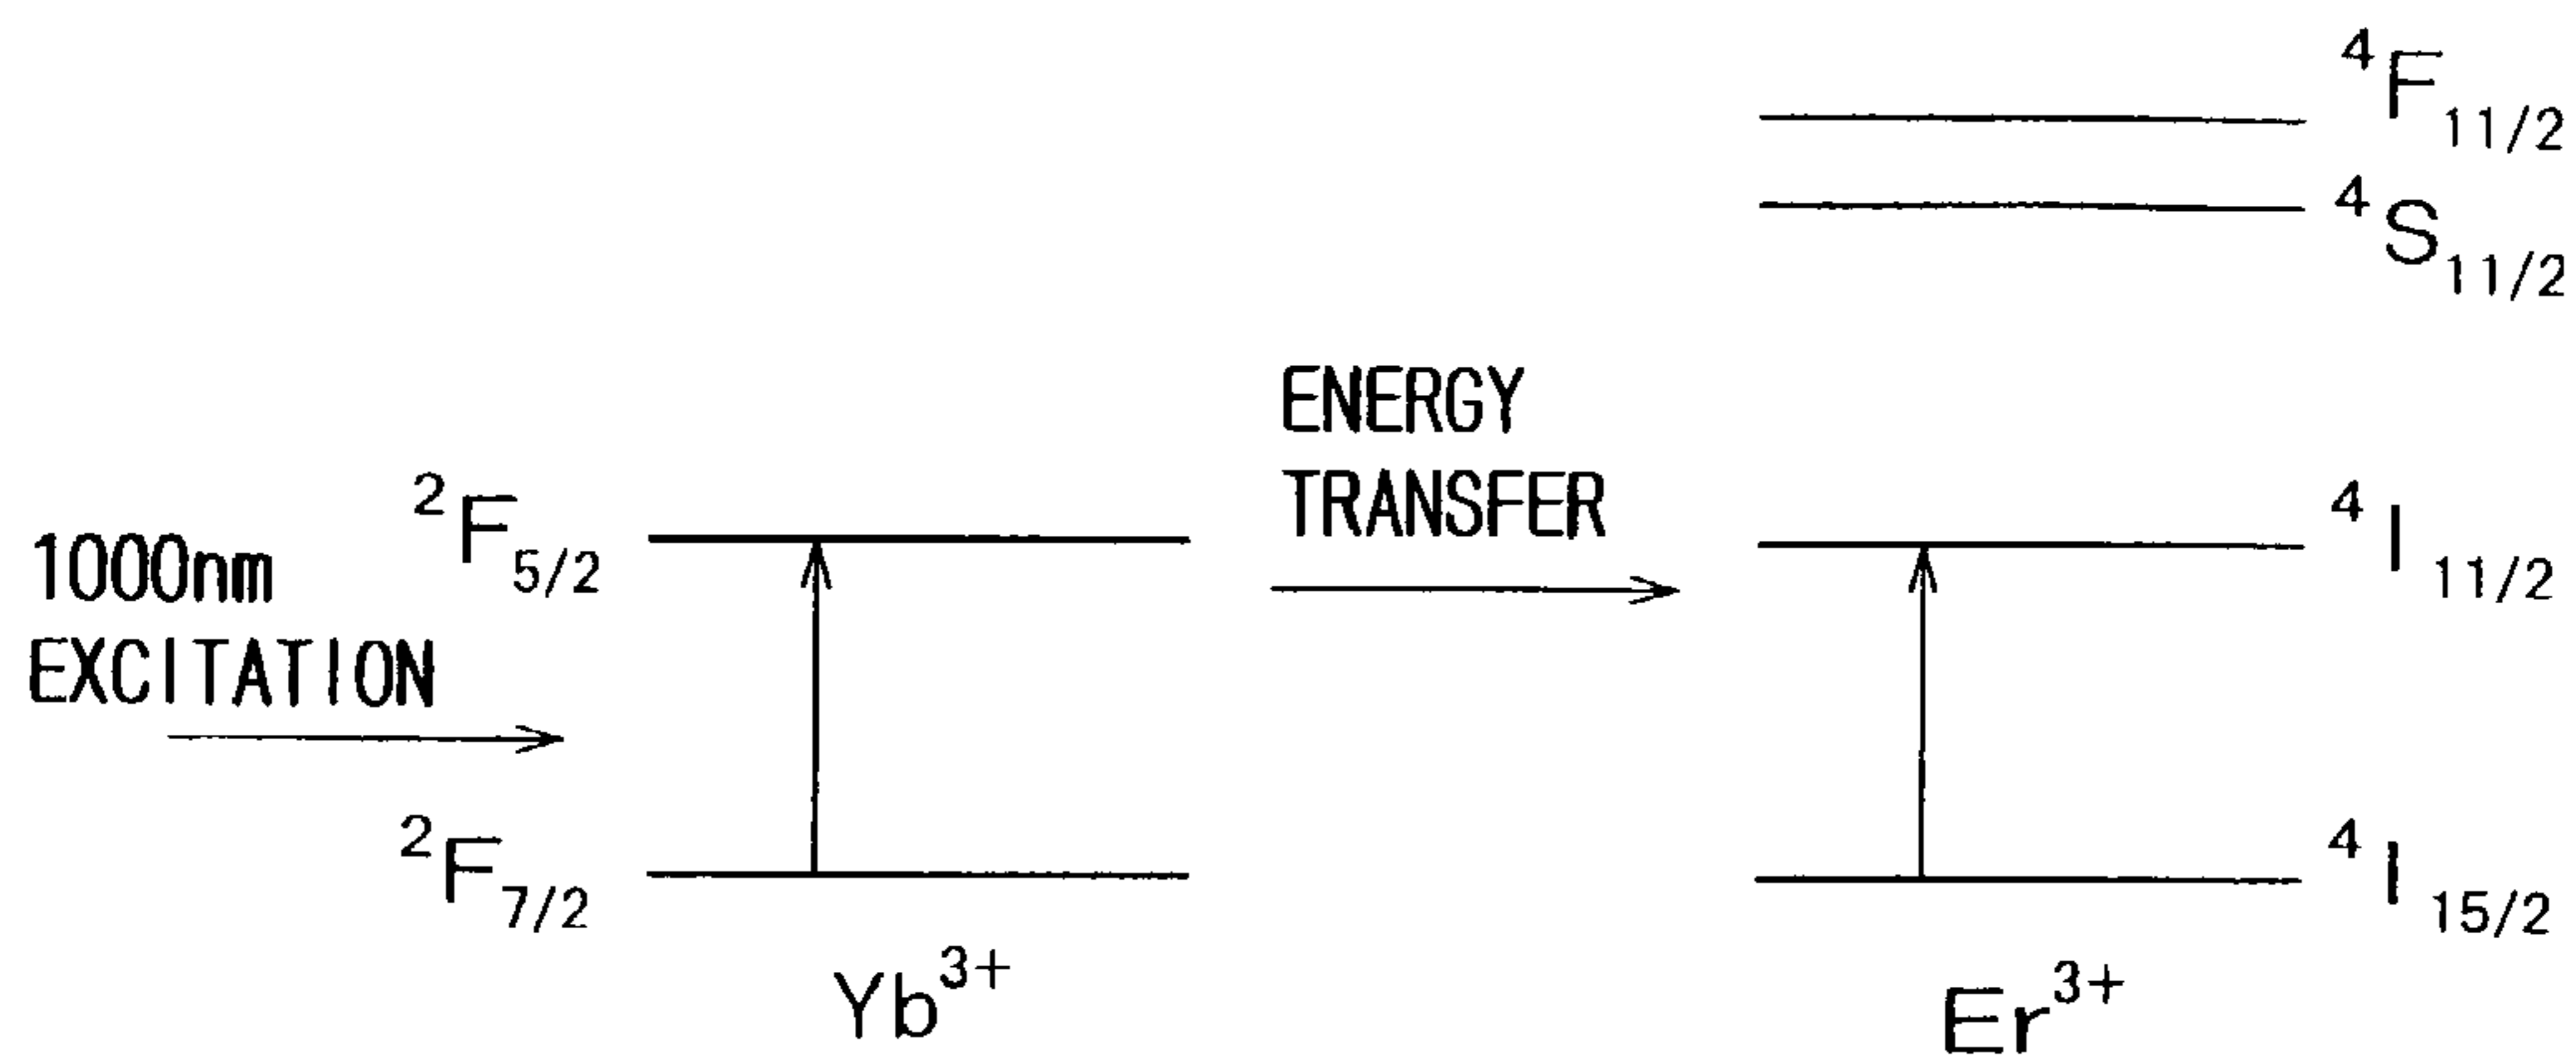 ⁴F₁₁/₂
⁴S₁₁/₂
ENERGY
TRANSFER
²F₅/₂
⁴I₁₁/₂
1000nm
EXCITATION
²F₇/₂
⁴I₁₅/₂
Yb³⁺
Er³⁺